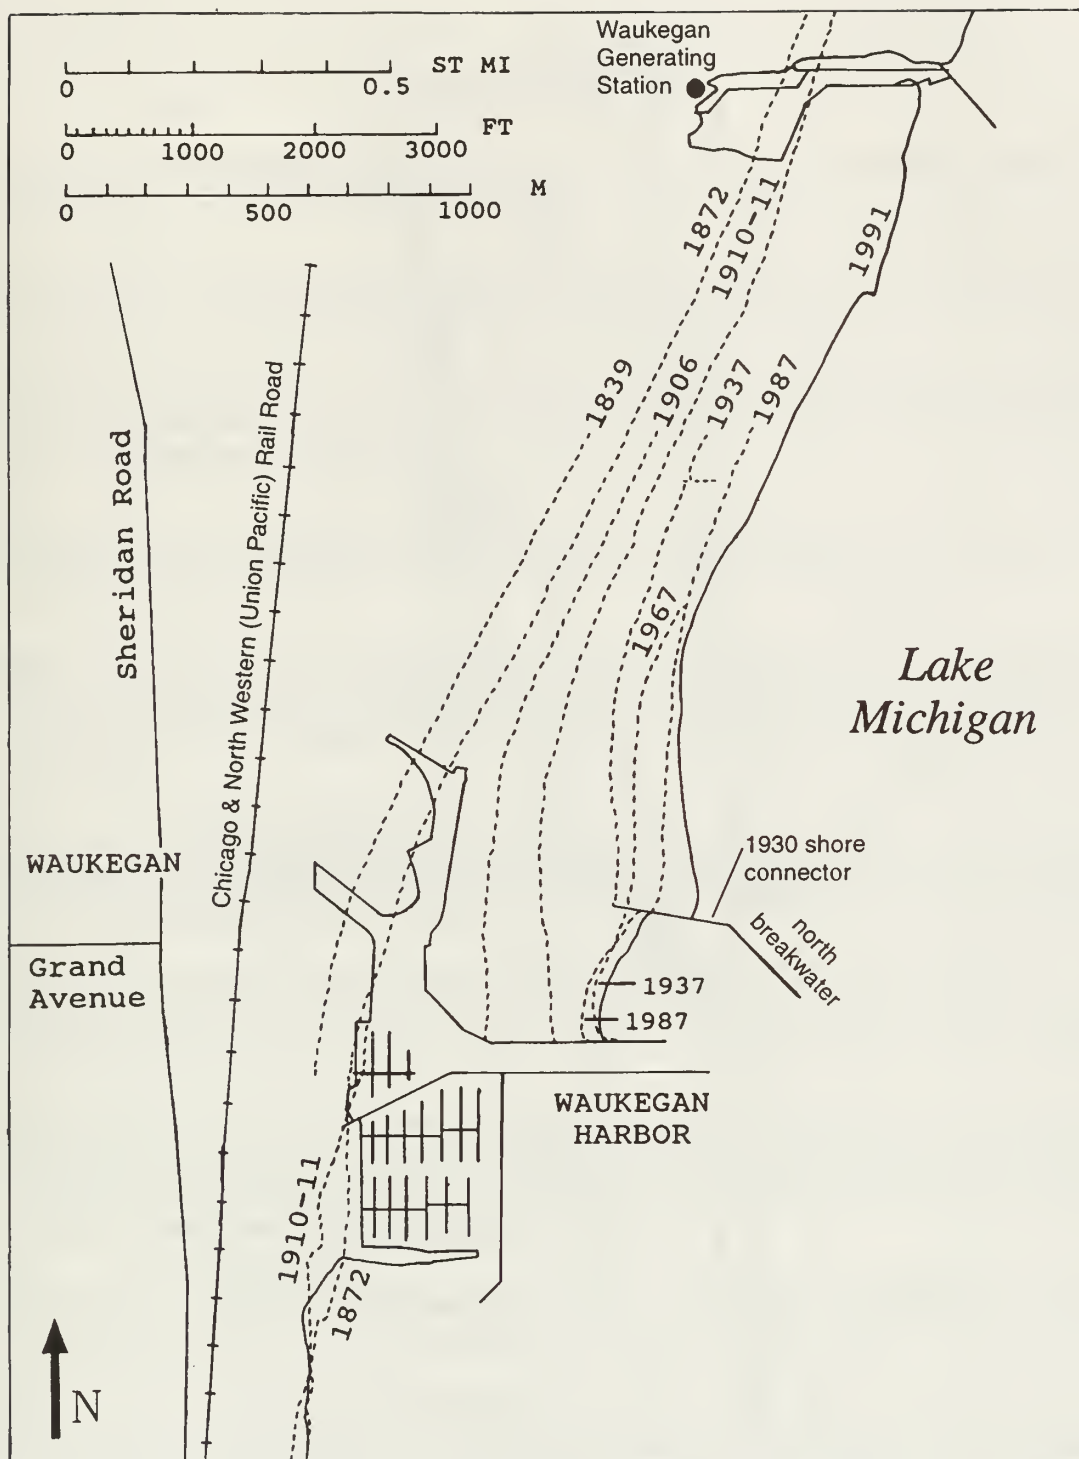 Waukegan
Generating
Station
ST MI
0 0.5
FT
0 1000 2000 3000
M
0 500 1000
1872
1910-11
1991
1839
1906
1937
1987
Sheridan Road
Chicago & North Western (Union Pacific) Rail Road
1967
Lake
Michigan
WAUKEGAN
1930 shore
connector
north
breakwater
Grand
Avenue
1937
1987
WAUKEGAN
HARBOR
1910-11
1872
N